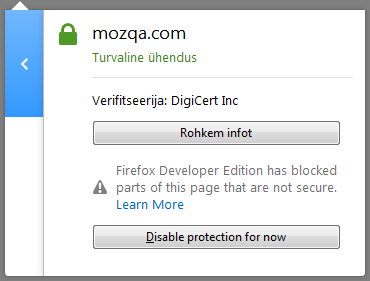 mozqa.com
Turvaline ühendus
Verifitseerija: DigiCert Inc
Rohkem infot
Firefox Developer Edition has blocked
parts of this page that are not secure.
Learn More
Disable protection for now